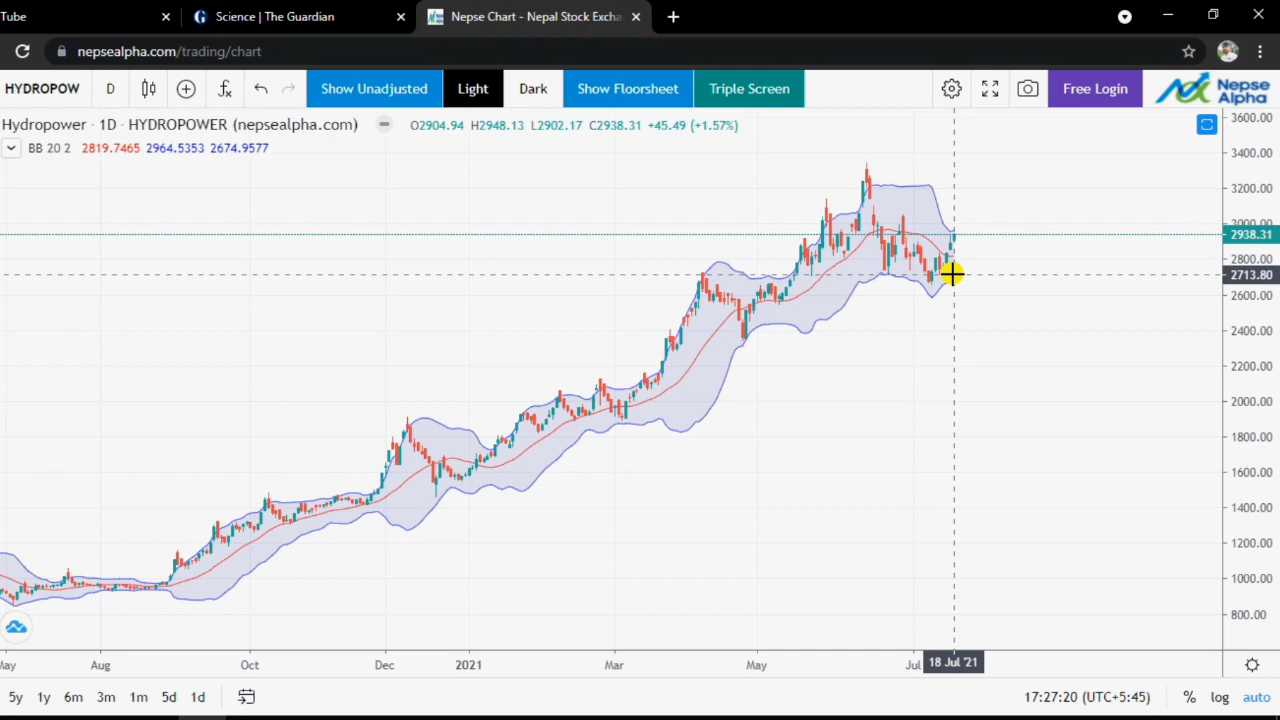 Tube
Science | The Guardian
Nepse Chart - Nepal Stock Excha
nepsealpha.com/trading/chart
HYDROPOW D Show Unadjusted Light Dark Show Floorsheet Triple Screen Free Login Nepse Alpha
Hydropower · 1D · HYDROPOWER (nepsealpha.com) O2904.94 H2948.13 L2902.17 C2938.31 +45.49 (+1.57%)
BB 20 2 2819.7465 2964.5353 2674.9577
3600.00
3400.00
3200.00
3000.00
2938.31
2800.00
2713.80
2600.00
2400.00
2200.00
2000.00
1800.00
1600.00
1400.00
1200.00
1000.00
800.00
May Aug Oct Dec 2021 Mar May Jul 18 Jul '21
5y 1y 6m 3m 1m 5d 1d 17:27:20 (UTC+5:45) % log auto